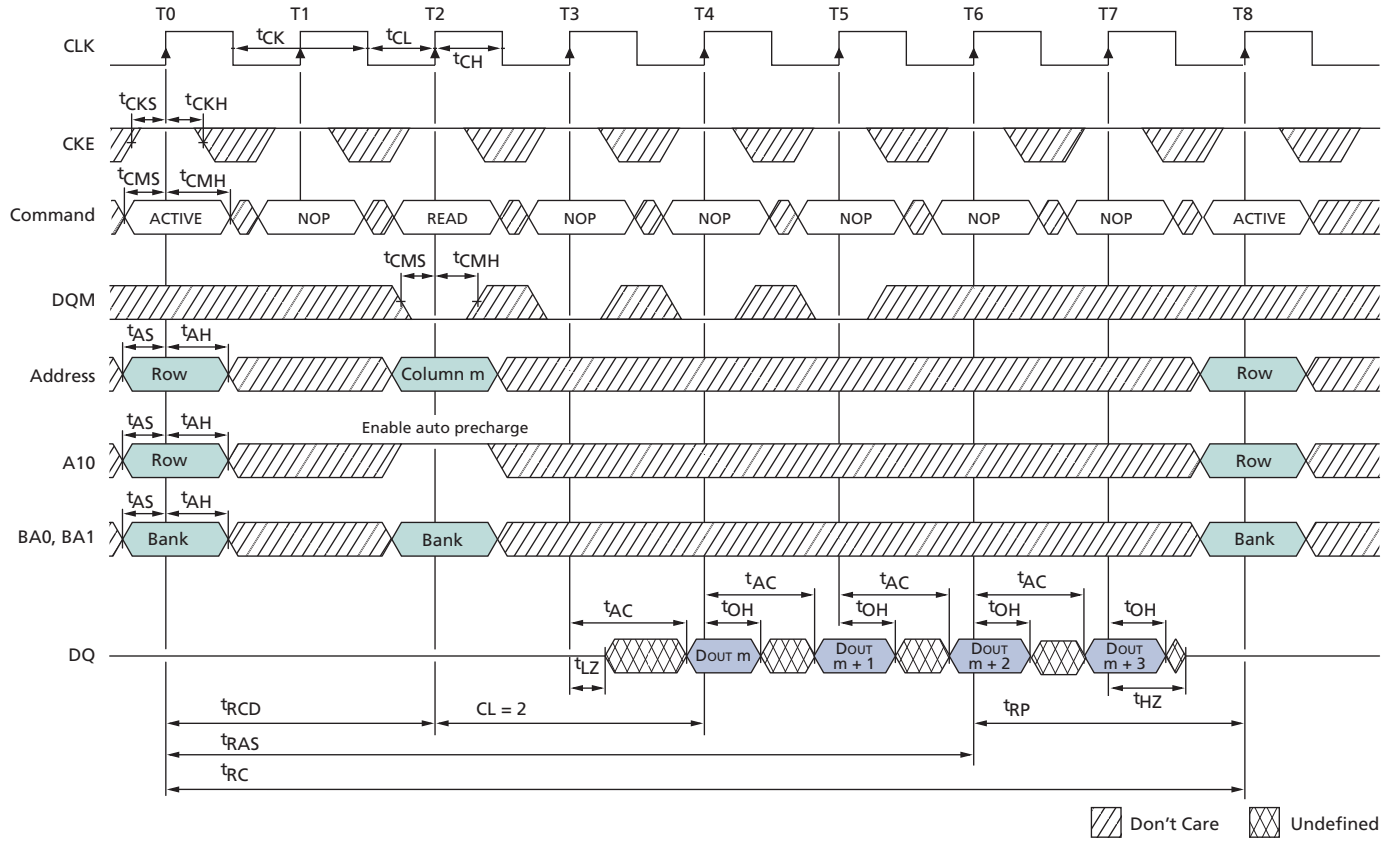 T0 T1 T2 T3 T4 T5 T6 T7 T8
CLK tCK tCL
tCH
tCKS tCKH
CKE
tCMS tCMH
Command ACTIVE NOP READ NOP NOP NOP NOP NOP ACTIVE
tCMS tCMH
DQM
tAS tAH
Address Row Column m Row
Enable auto precharge
tAS tAH
A10 Row Row
tAS tAH
BA0, BA1 Bank Bank Bank
tAC tAC tAC
tAC tOH tOH tOH tOH
DQ DOUT m DOUT m + 1 DOUT m + 2 DOUT m + 3
tLZ
tHZ
tRCD CL = 2 tRP
tRAS
tRC
Don't Care Undefined